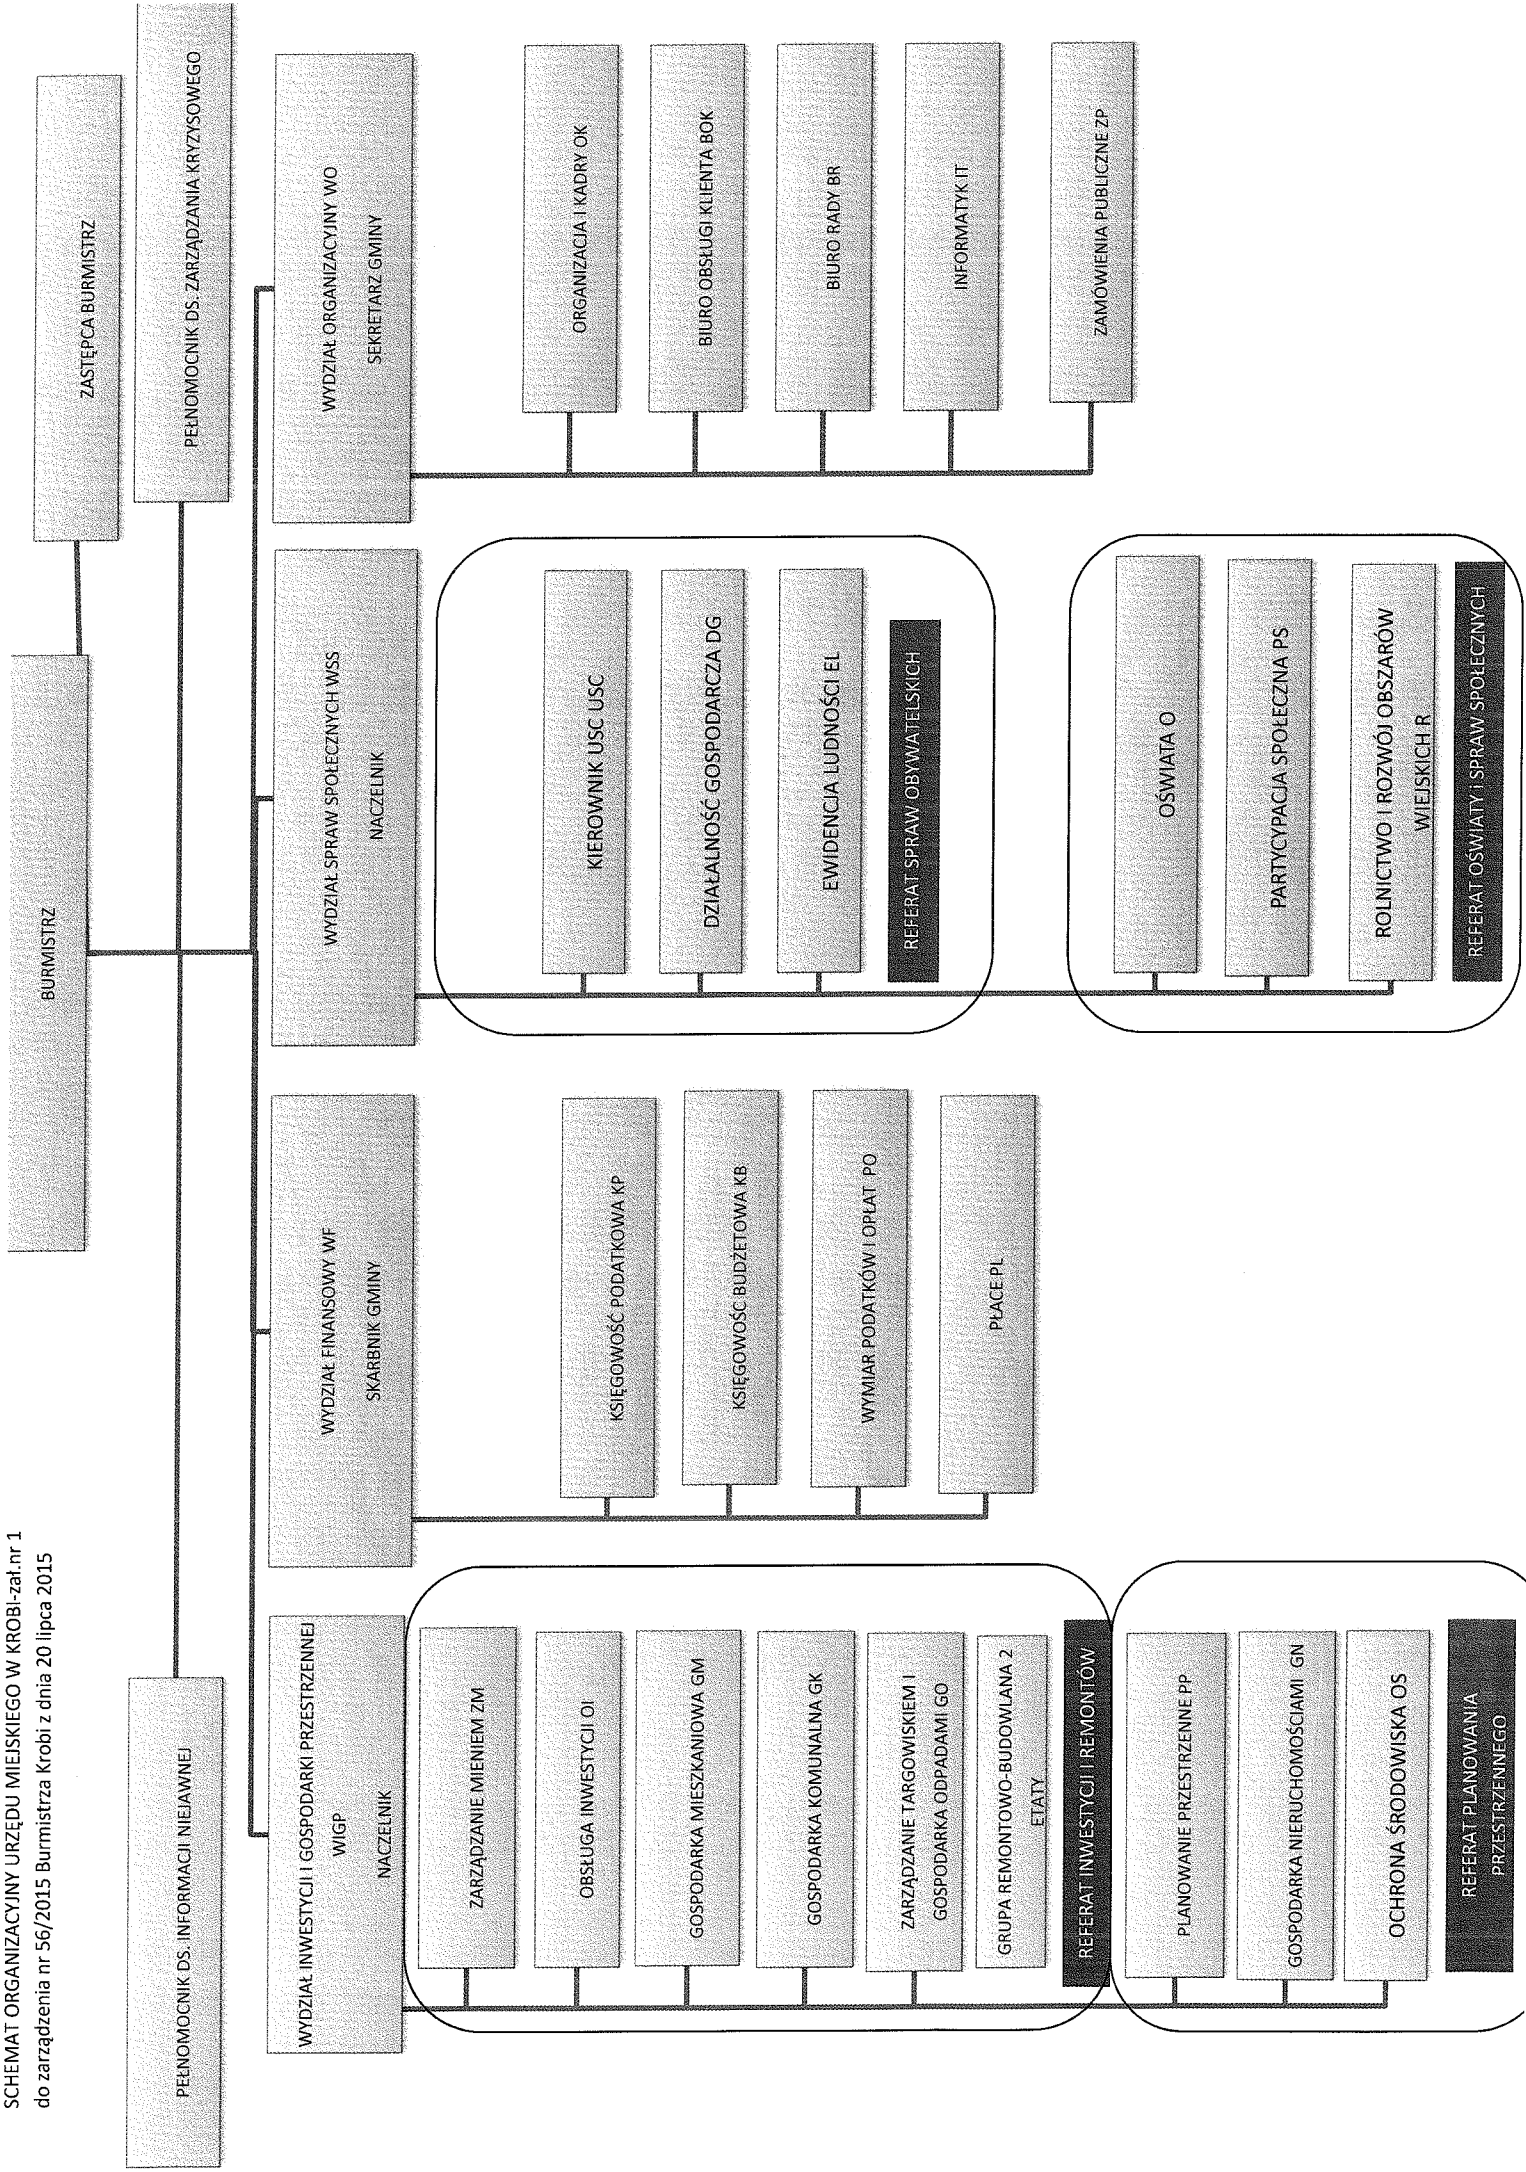 SCHEMAT ORGANIZACYJNY URZĘDU MIEJSKIEGO W KROBI-zał.nr 1
do zarządzenia nr 56/2015 Burmistrza Krobi z dnia 20 lipca 2015
BURMISTRZ
ZASTĘPCA BURMISTRZ
PEŁNOMOCNIK DS. INFORMACJI NIEJAWNEJ
PEŁNOMOCNIK DS. ZARZĄDZANIA KRYZYSOWEGO
WYDZIAŁ INWESTYCJI I GOSPODARKI PRZESTRZENNEJ
WIGP
NACZELNIK
ZARZĄDZANIE MIENIEM ZM
OBSŁUGA INWESTYCJI OI
GOSPODARKA MIESZKANIOWA GM
GOSPODARKA KOMUNALNA GK
ZARZĄDZANIE TARGOWISKIEM I
GOSPODARKA ODPADAMI GO
GRUPA REMONTOWO-BUDOWLANA 2
ETATY
REFERAT INWESTYCJI I REMONTÓW
PLANOWANIE PRZESTRZENNE PP
GOSPODARKA NIERUCHOMOŚCIAMI GN
OCHRONA ŚRODOWISKA OS
REFERAT PLANOWANIA
PRZESTRZENNEGO
WYDZIAŁ FINANSOWY WF
SKARBNIK GMINY
KSIĘGOWOŚĆ PODATKOWA KP
KSIĘGOWOŚC BUDŻETOWA KB
WYMIAR PODATKÓW I OPŁAT PO
PŁACE PL
WYDZIAŁ SPRAW SPOŁECZNYCH WSS
NACZELNIK
KIEROWNIK USC USC
DZIAŁALNOŚĆ GOSPODARCZA DG
EWIDENCJA LUDNOŚCI EL
REFERAT SPRAW OBYWATELSKICH
OŚWIATA O
PARTYCYPACJA SPOŁECZNA PS
ROLNICTWO I ROZWÓJ OBSZARÓW
WIEJSKICH R
REFERAT OŚWIATY i SPRAW SPOŁECZNYCH
WYDZIAŁ ORGANIZACYJNY WO
SEKRETARZ GMINY
ORGANIZACJA I KADRY OK
BIURO OBSŁUGI KLIENTA BOK
BIURO RADY BR
INFORMATYK IT
ZAMÓWIENIA PUBLICZNE ZP